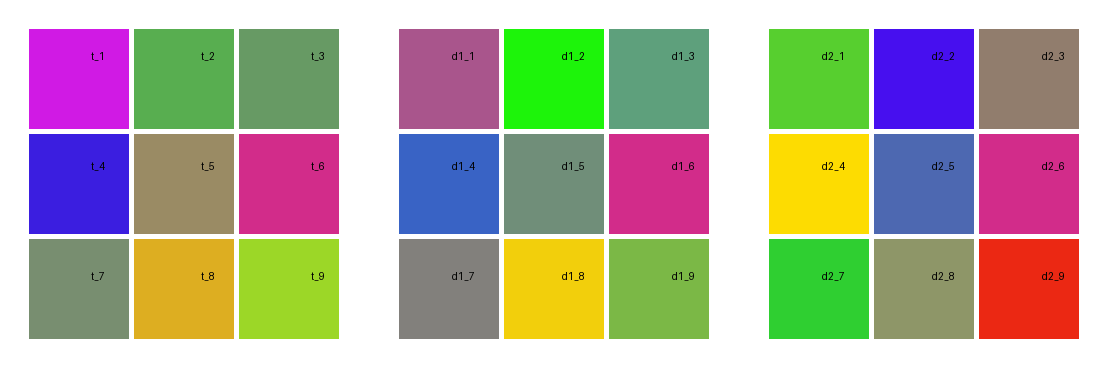 t_1 t_2 t_3 d1_1 d1_2 d1_3 d2_1 d2_2 d2_3
t_4 t_5 t_6 d1_4 d1_5 d1_6 d2_4 d2_5 d2_6
t_7 t_8 t_9 d1_7 d1_8 d1_9 d2_7 d2_8 d2_9